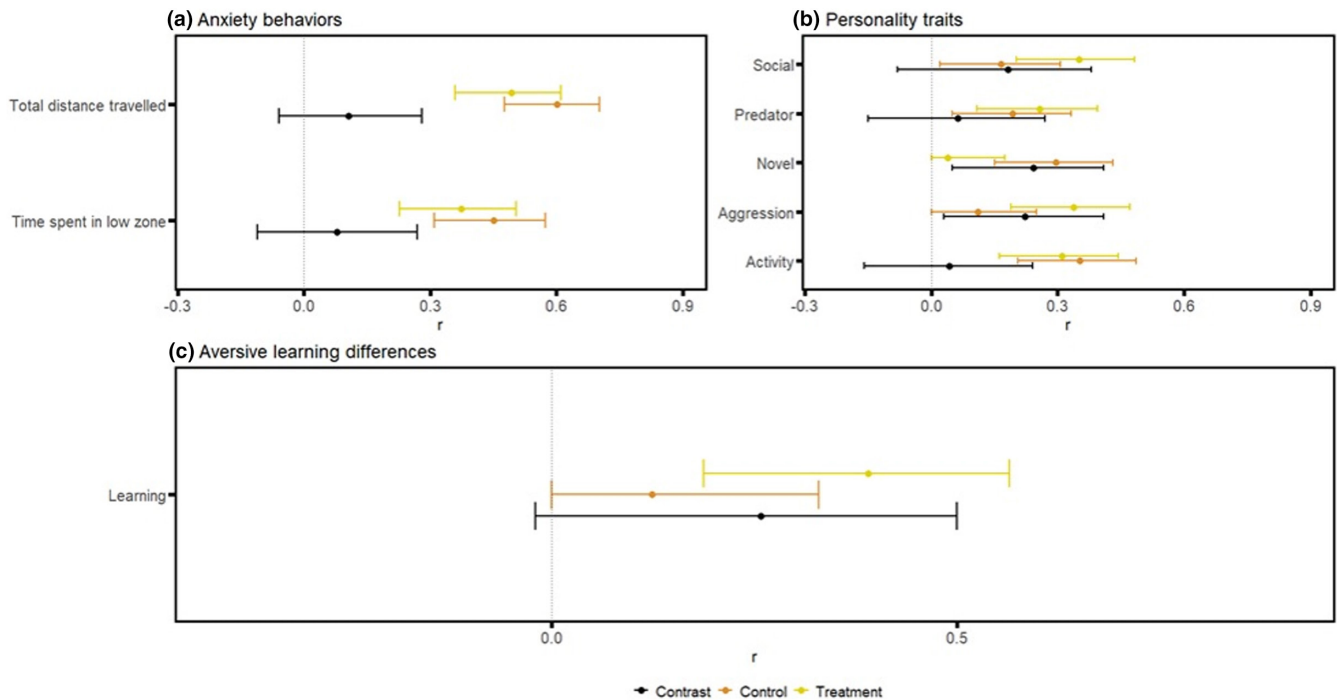 (a) Anxiety behaviors
Total distance travelled
Time spent in low zone
-0.3 0.0 0.3 0.6 0.9
r
(b) Personality traits
Social
Predator
Novel
Aggression
Activity
-0.3 0.0 0.3 0.6 0.9
r
(c) Aversive learning differences
Learning
0.0 0.5
r
Contrast Control Treatment